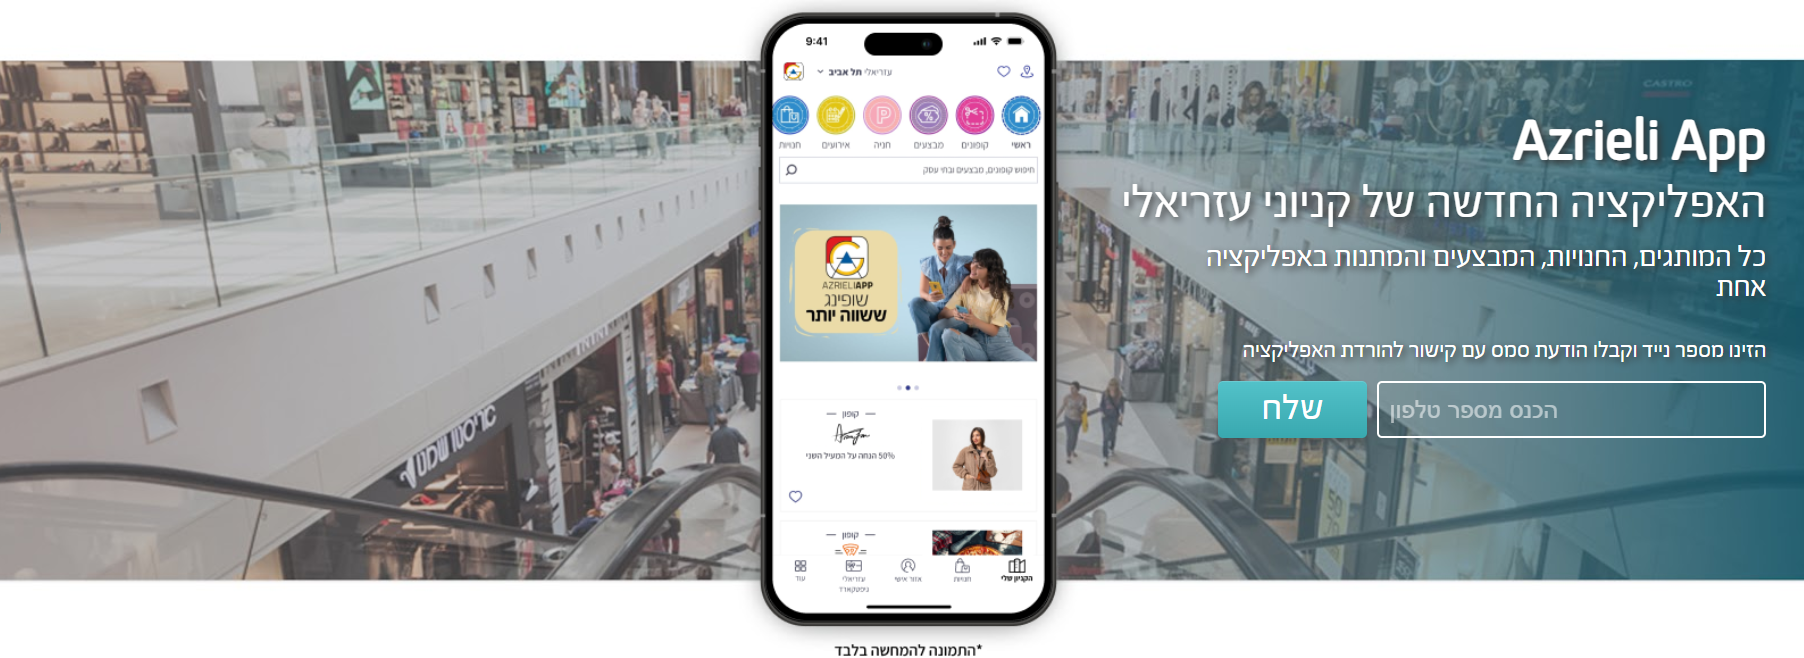 Azrieli App
האפליקציה החדשה של קניוני עזריאלי
כל המותגים, החנויות, המבצעים והמתנות באפליקציה
אחת
הזינו מספר נייד וקבלו הודעת סמס עם קישור להורדת האפליקציה
הכנס מספר טלפון
שלח
9:41
עזריאלי תל אביב
ראשי קופונים מבצעים חניה אירועים חנויות
חיפוש קופונים, מבצעים ובתי עסק
AZRIELIAPP
שופינג
ששווה יותר
קופון
50% הנחה על המעיל השני
קופון
הקניון שלי חנויות אזור אישי עזריאלי עוד
גיפטקארד
*התמונה להמחשה בלבד
CASTRO